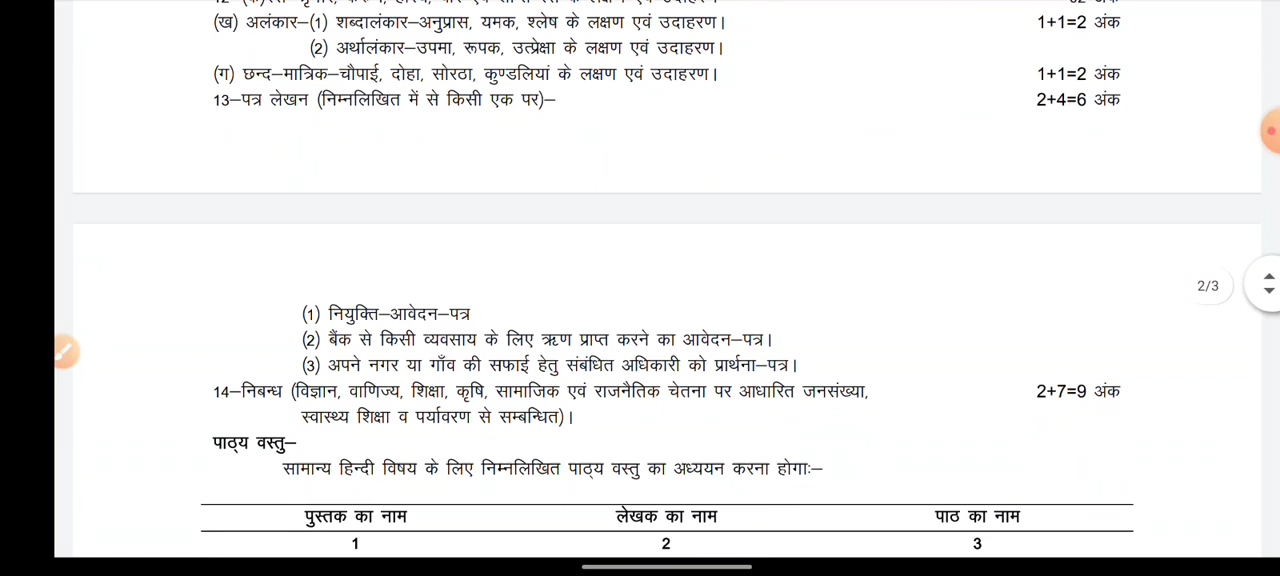 (ख) अलंकार–(1) शब्दालंकार–अनुप्रास, यमक, श्लेष के लक्षण एवं उदाहरण। 1+1=2 अंक
(2) अर्थालंकार–उपमा, रूपक, उत्प्रेक्षा के लक्षण एवं उदाहरण।
(ग) छन्द–मात्रिक–चौपाई, दोहा, सोरठा, कुण्डलियां के लक्षण एवं उदाहरण। 1+1=2 अंक
13–पत्र लेखन (निम्नलिखित में से किसी एक पर)– 2+4=6 अंक
2/3
(1) नियुक्ति–आवेदन–पत्र
(2) बैंक से किसी व्यवसाय के लिए ऋण प्राप्त करने का आवेदन–पत्र।
(3) अपने नगर या गाँव की सफाई हेतु संबंधित अधिकारी को प्रार्थना–पत्र।
14–निबन्ध (विज्ञान, वाणिज्य, शिक्षा, कृषि, सामाजिक एवं राजनैतिक चेतना पर आधारित जनसंख्या, 2+7=9 अंक
स्वास्थ्य शिक्षा व पर्यावरण से सम्बन्धित)।
पाठ्य वस्तु–
सामान्य हिन्दी विषय के लिए निम्नलिखित पाठ्य वस्तु का अध्ययन करना होगाः–
पुस्तक का नाम लेखक का नाम पाठ का नाम
1 2 3